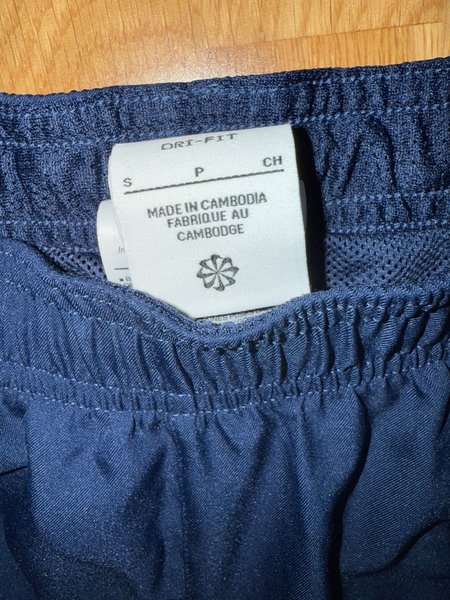 DRI-FIT
S P CH
MADE IN CAMBODIA
FABRIQUE AU
CAMBODGE